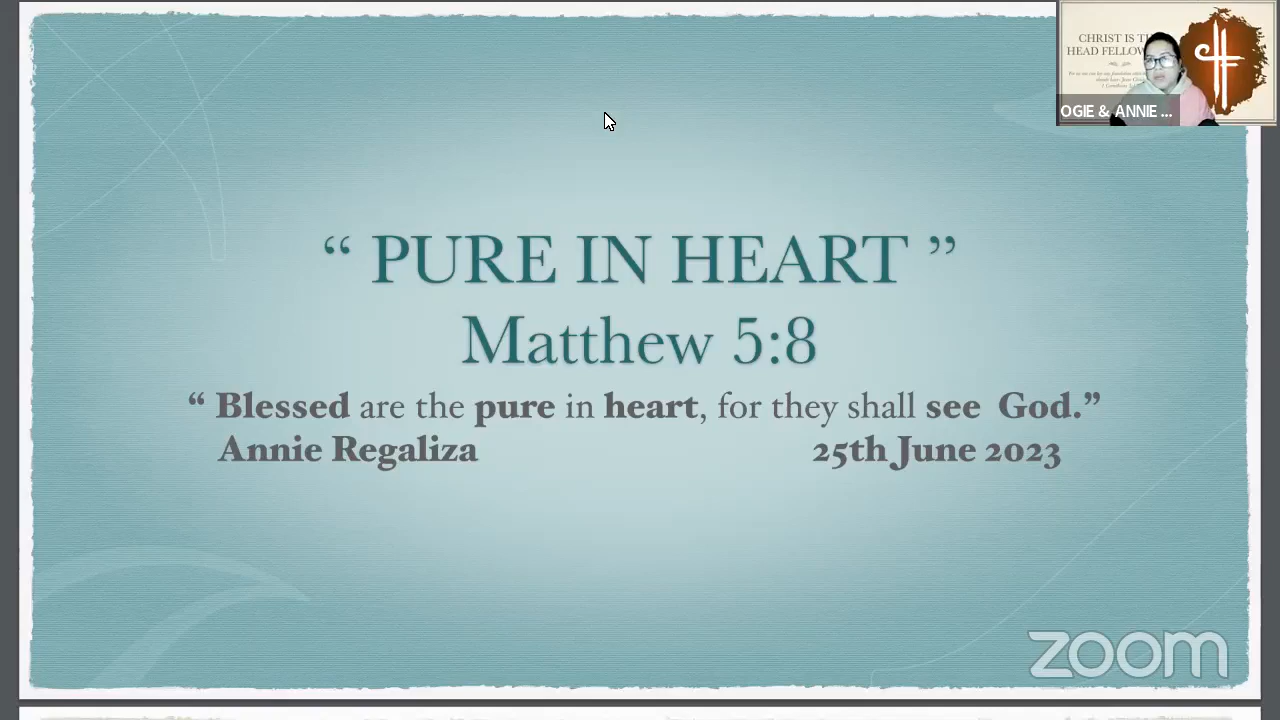 CHRIST IS TH
HEAD FELLOW
OGIE & ANNIE ...
“ PURE IN HEART ”
Matthew 5:8
“ Blessed are the pure in heart, for they shall see God.”
Annie Regaliza 25th June 2023
zoom